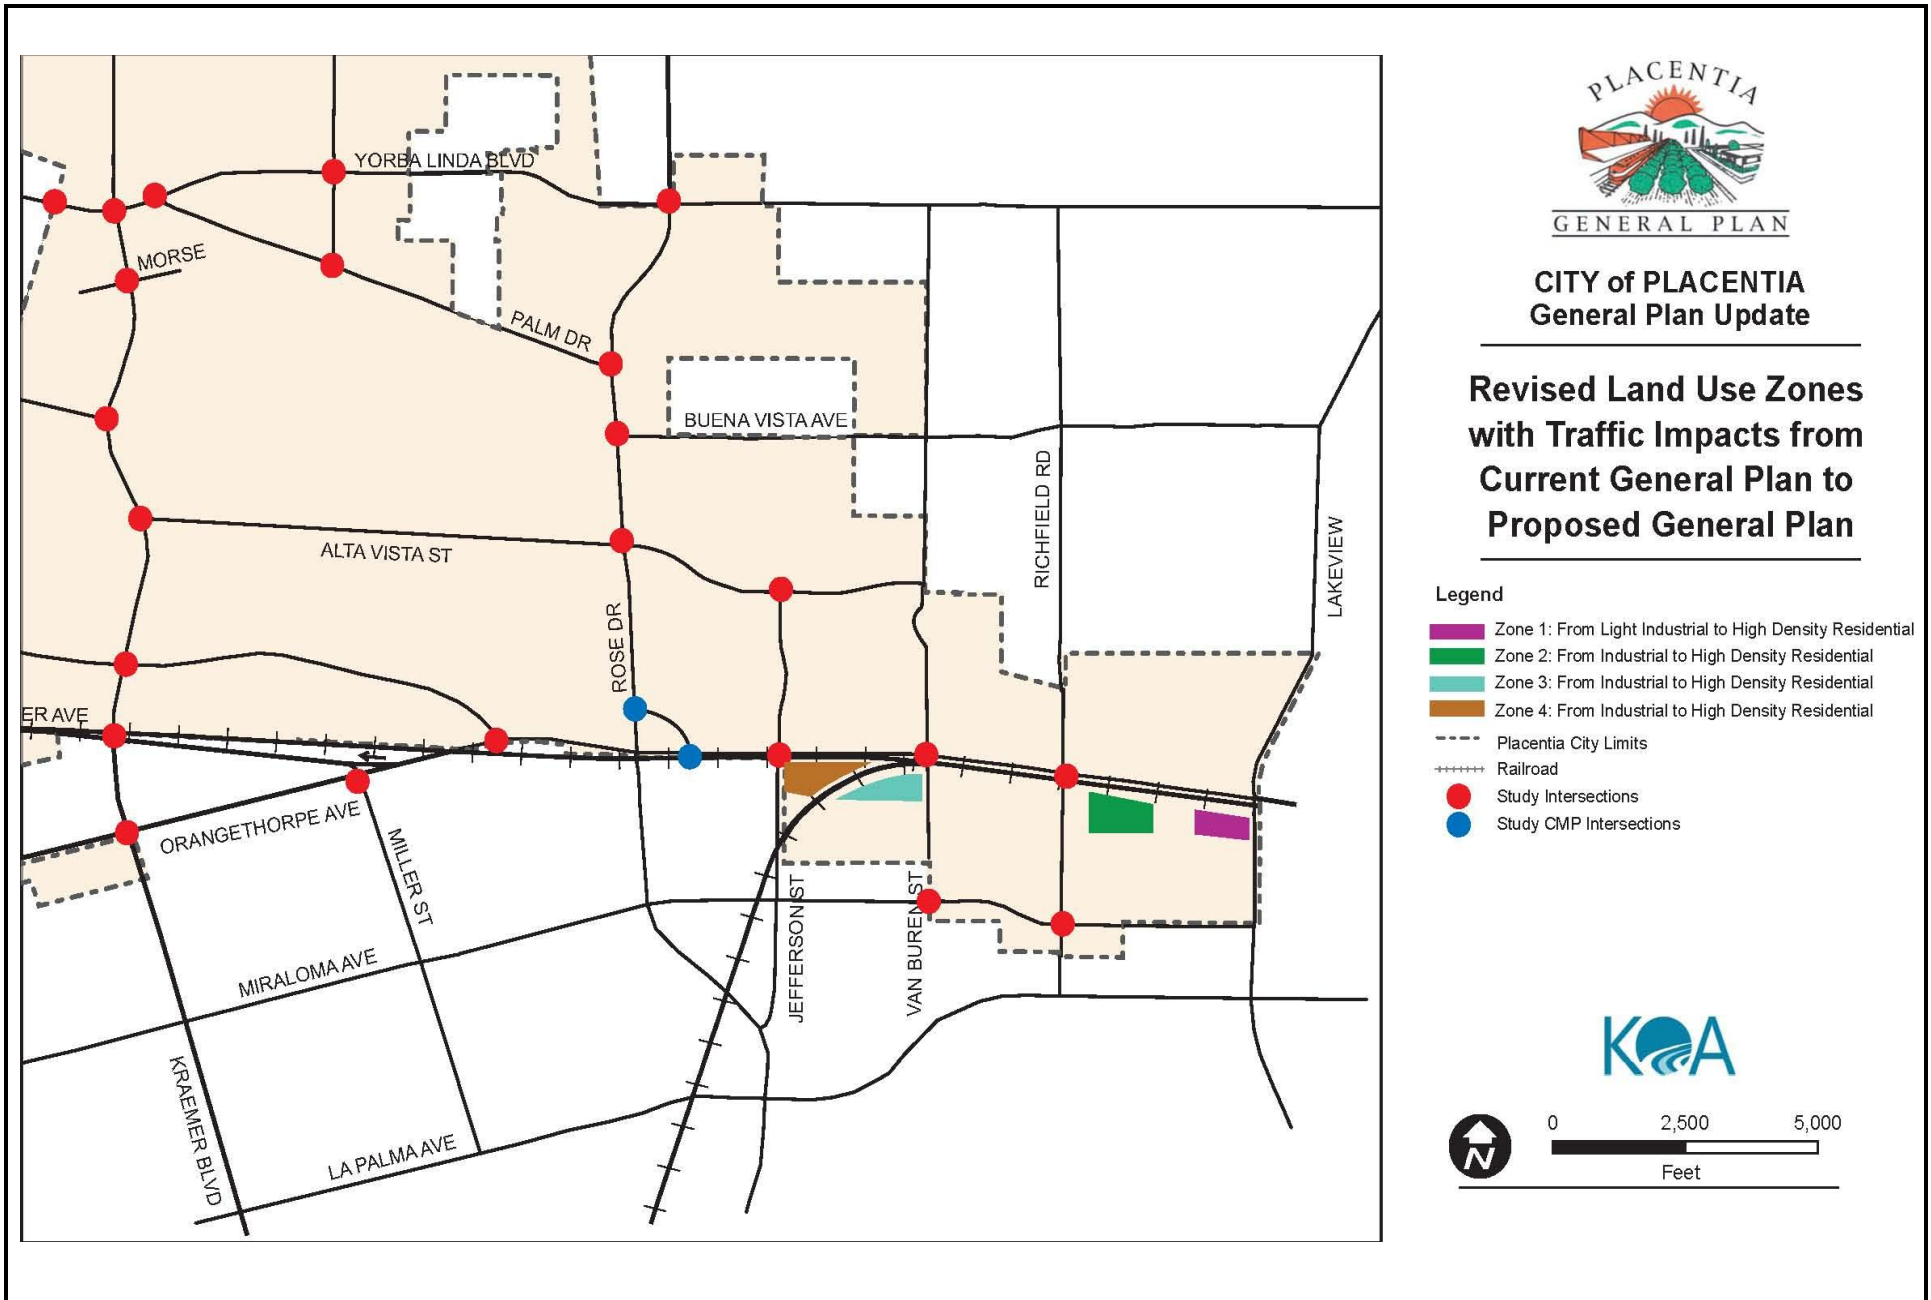 YORBA LINDA BLVD
MORSE
PALM DR
BUENA VISTA AVE
ALTA VISTA ST
RICHFIELD RD
LAKEVIEW
ROSE DR
ER AVE
ORANGETHORPE AVE
MILLER ST
JEFFERSON ST
VAN BUREN ST
MIRALOMA AVE
KRAEMER BLVD
LA PALMA AVE
PLACENTIA
GENERAL PLAN
CITY of PLACENTIA
General Plan Update
Revised Land Use Zones
with Traffic Impacts from
Current General Plan to
Proposed General Plan
Legend
Zone 1: From Light Industrial to High Density Residential
Zone 2: From Industrial to High Density Residential
Zone 3: From Industrial to High Density Residential
Zone 4: From Industrial to High Density Residential
Placentia City Limits
Railroad
Study Intersections
Study CMP Intersections
KOA
N
0 2,500 5,000
Feet